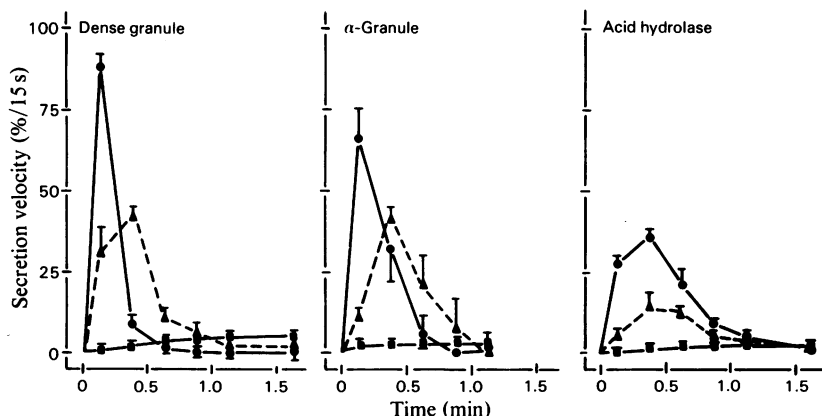 Secretion velocity (%/15 s)
100
75
50
25
0
Dense granule
0 0.5 1.0 1.5
α-Granule
0 0.5 1.0 1.5
Acid hydrolase
0 0.5 1.0 1.5
Time (min)